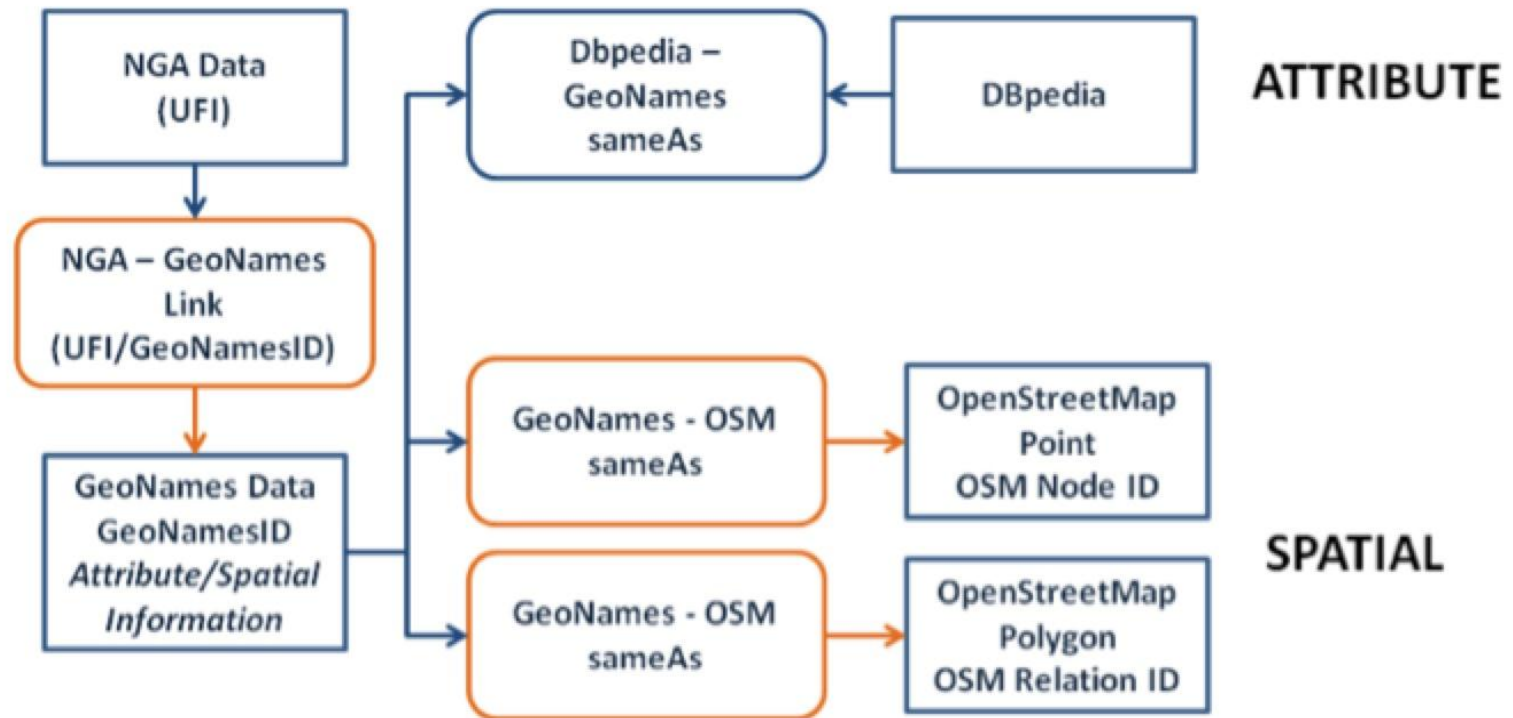 NGA Data
(UFI)
Dbpedia –
GeoNames
sameAs
DBpedia
ATTRIBUTE
NGA – GeoNames
Link
(UFI/GeoNamesID)
GeoNames Data
GeoNamesID
Attribute/Spatial
Information
GeoNames - OSM
sameAs
OpenStreetMap
Point
OSM Node ID
GeoNames - OSM
sameAs
OpenStreetMap
Polygon
OSM Relation ID
SPATIAL